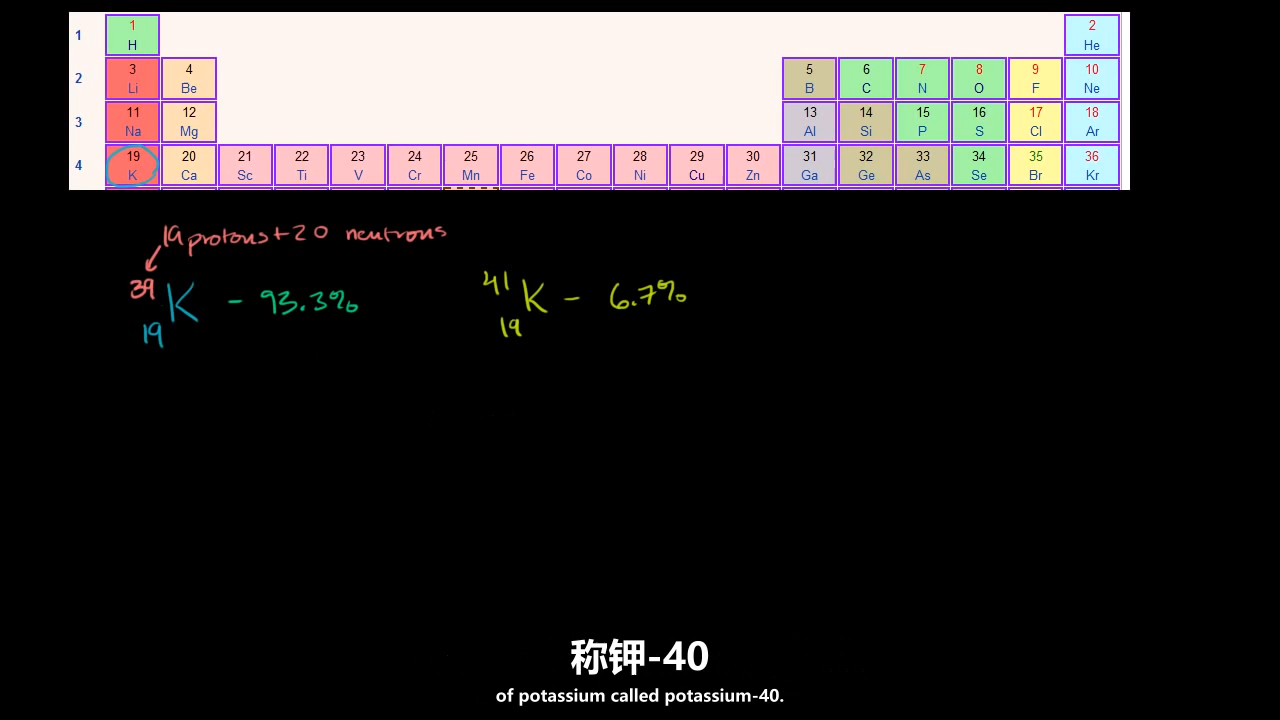 1 1 2
H He
2 3 4 5 6 7 8 9 10
Li Be B C N O F Ne
3 11 12 13 14 15 16 17 18
Na Mg Al Si P S Cl Ar
4 19 20 21 22 23 24 25 26 27 28 29 30 31 32 33 34 35 36
K Ca Sc Ti V Cr Mn Fe Co Ni Cu Zn Ga Ge As Se Br Kr
19 protons + 20 neutrons
39 K - 93.3% 41 K - 6.7%
19 19
称钾-40
of potassium called potassium-40.